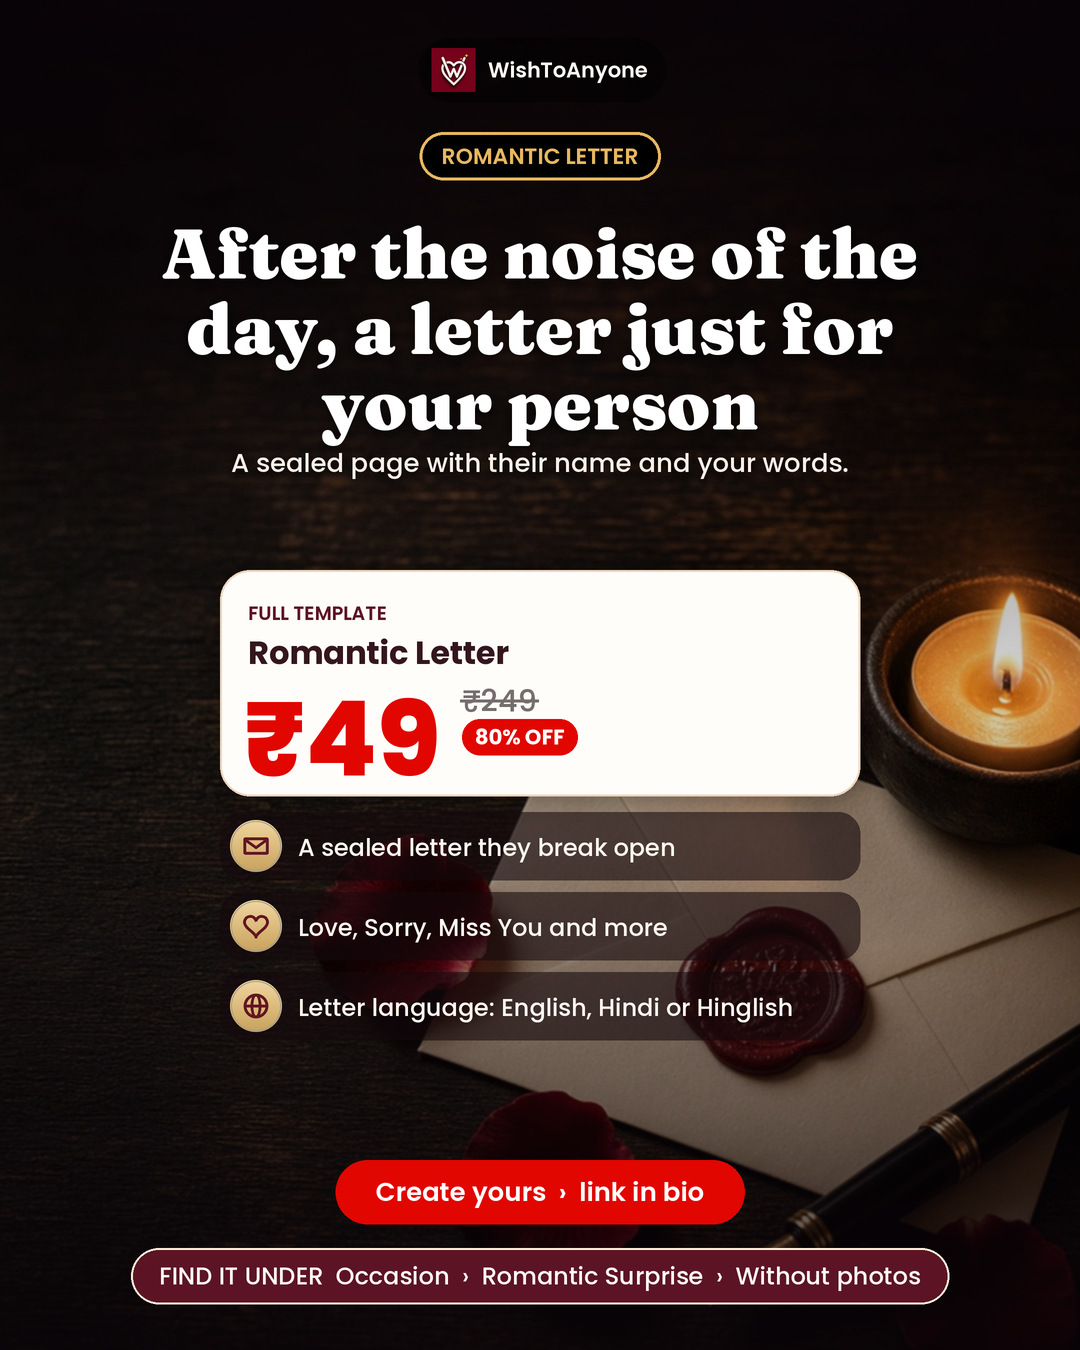 WishToAnyone
ROMANTIC LETTER
After the noise of the
day, a letter just for
your person
A sealed page with their name and your words.
FULL TEMPLATE
Romantic Letter
₹49
₹249
80% OFF
A sealed letter they break open
Love, Sorry, Miss You and more
Letter language: English, Hindi or Hinglish
Create yours › link in bio
FIND IT UNDER Occasion › Romantic Surprise › Without photos